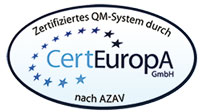 Zertifiziertes QM-System durch
CertEuropA
GmbH
nach AZAV